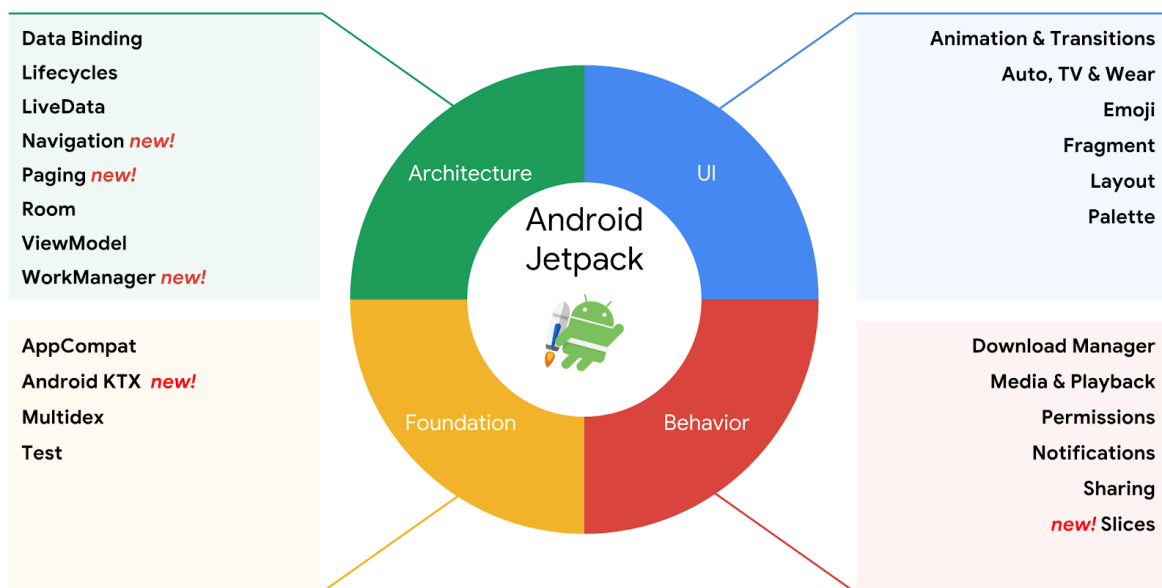 Data Binding
Lifecycles
LiveData
Navigation new!
Paging new!
Room
ViewModel
WorkManager new!
Animation & Transitions
Auto, TV & Wear
Emoji
Fragment
Layout
Palette
Architecture
UI
Android
Jetpack
Foundation
Behavior
AppCompat
Android KTX new!
Multidex
Test
Download Manager
Media & Playback
Permissions
Notifications
Sharing
new! Slices